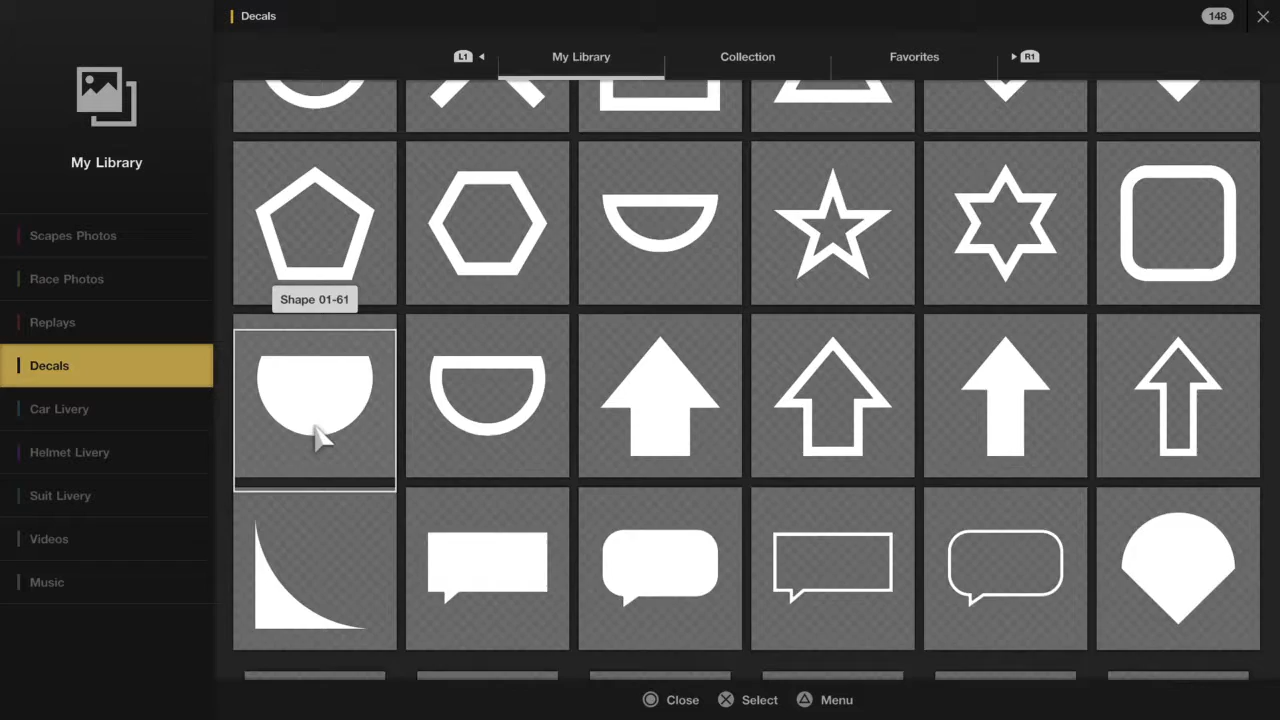 Decals
148
L1
My Library
Collection
Favorites
R1
My Library
Scapes Photos
Race Photos
Replays
Decals
Car Livery
Helmet Livery
Suit Livery
Videos
Music
Shape 01-61
Close
Select
Menu